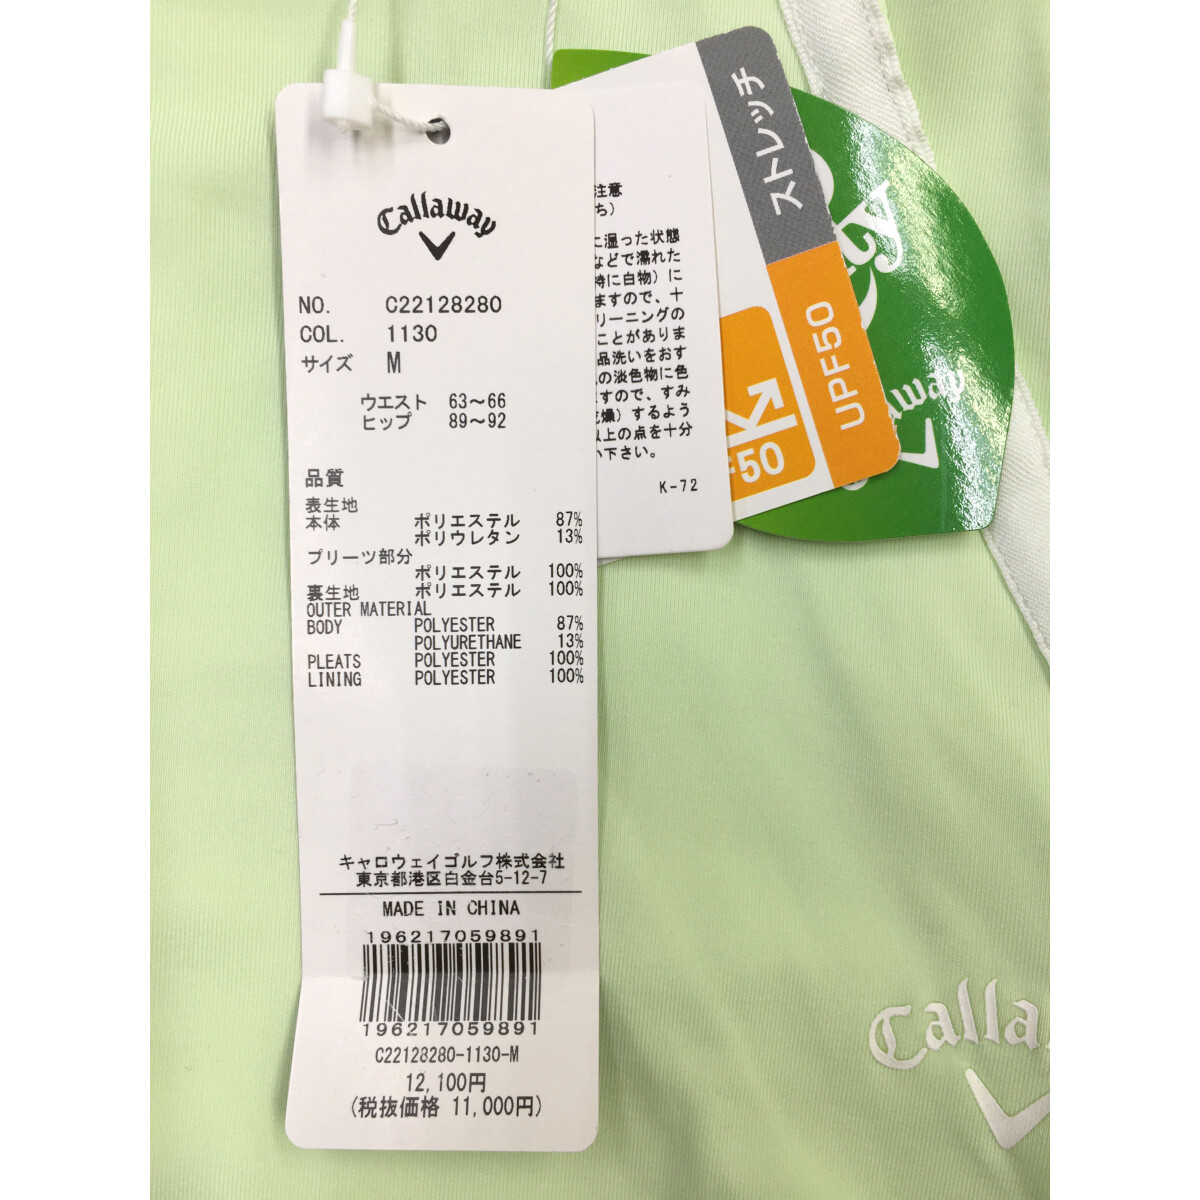 Callaway
NO. C22128280
COL. 1130
サイズ M
ウエスト 63〜66
ヒップ 89〜92
品質
表生地
本体 ポリエステル 87%
ポリウレタン 13%
プリーツ部分
ポリエステル 100%
裏生地 ポリエステル 100%
OUTER MATERIAL
BODY POLYESTER 87%
POLYURETHANE 13%
PLEATS POLYESTER 100%
LINING POLYESTER 100%
キャロウェイゴルフ株式会社
東京都港区白金台5-12-7
MADE IN CHINA
196217059891
196217059891
C22128280-1130-M
12,100円
(税抜価格 11,000円)
注意
ち）
に湿った状態
などで濡れた
特に白物）に
ますので、十
リーニングの
ことがありま
品洗いをおす
の淡色物に色
ますので、すみ
乾燥）するよう
以上の点を十分
い下さい。
K-72
ストレッチ
UPF50
50
ty
laway
Calla